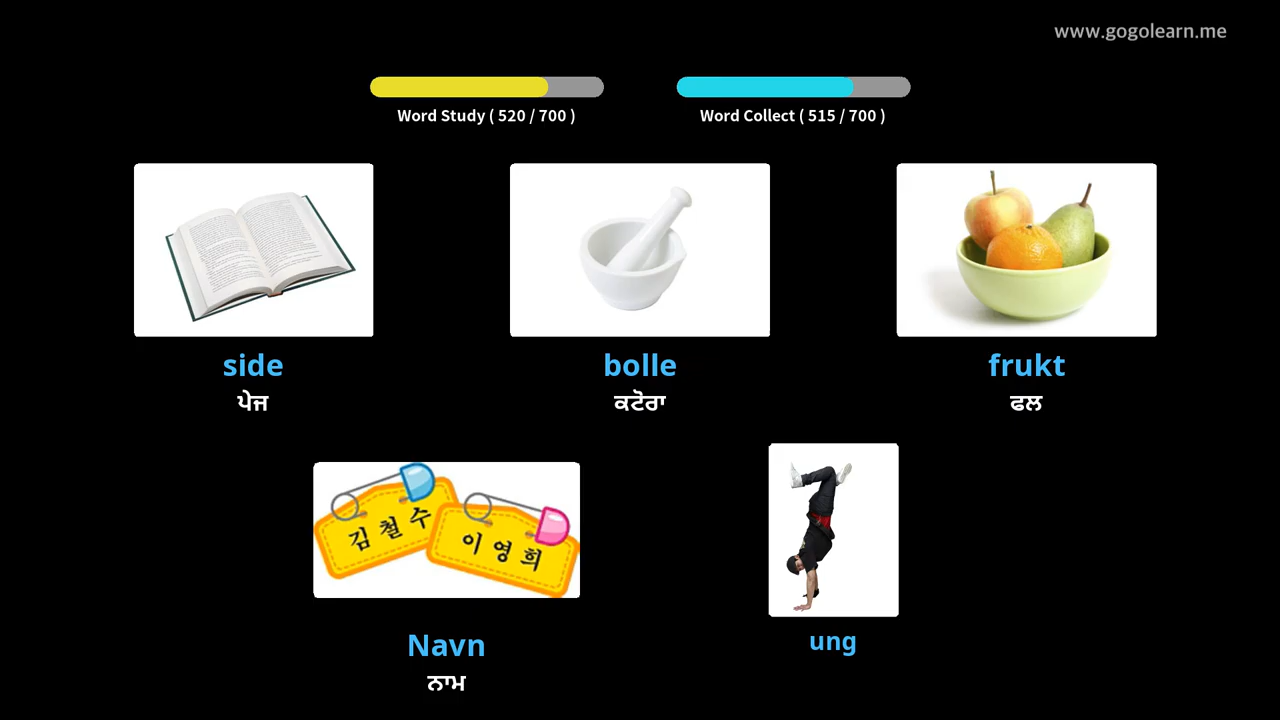 www.gogolearn.me
Word Study ( 520 / 700 )
Word Collect ( 515 / 700 )
side
ਪੇਜ
bolle
ਕਟੋਰਾ
frukt
ਫਲ
김철수
이영희
Navn
ਨਾਮ
ung